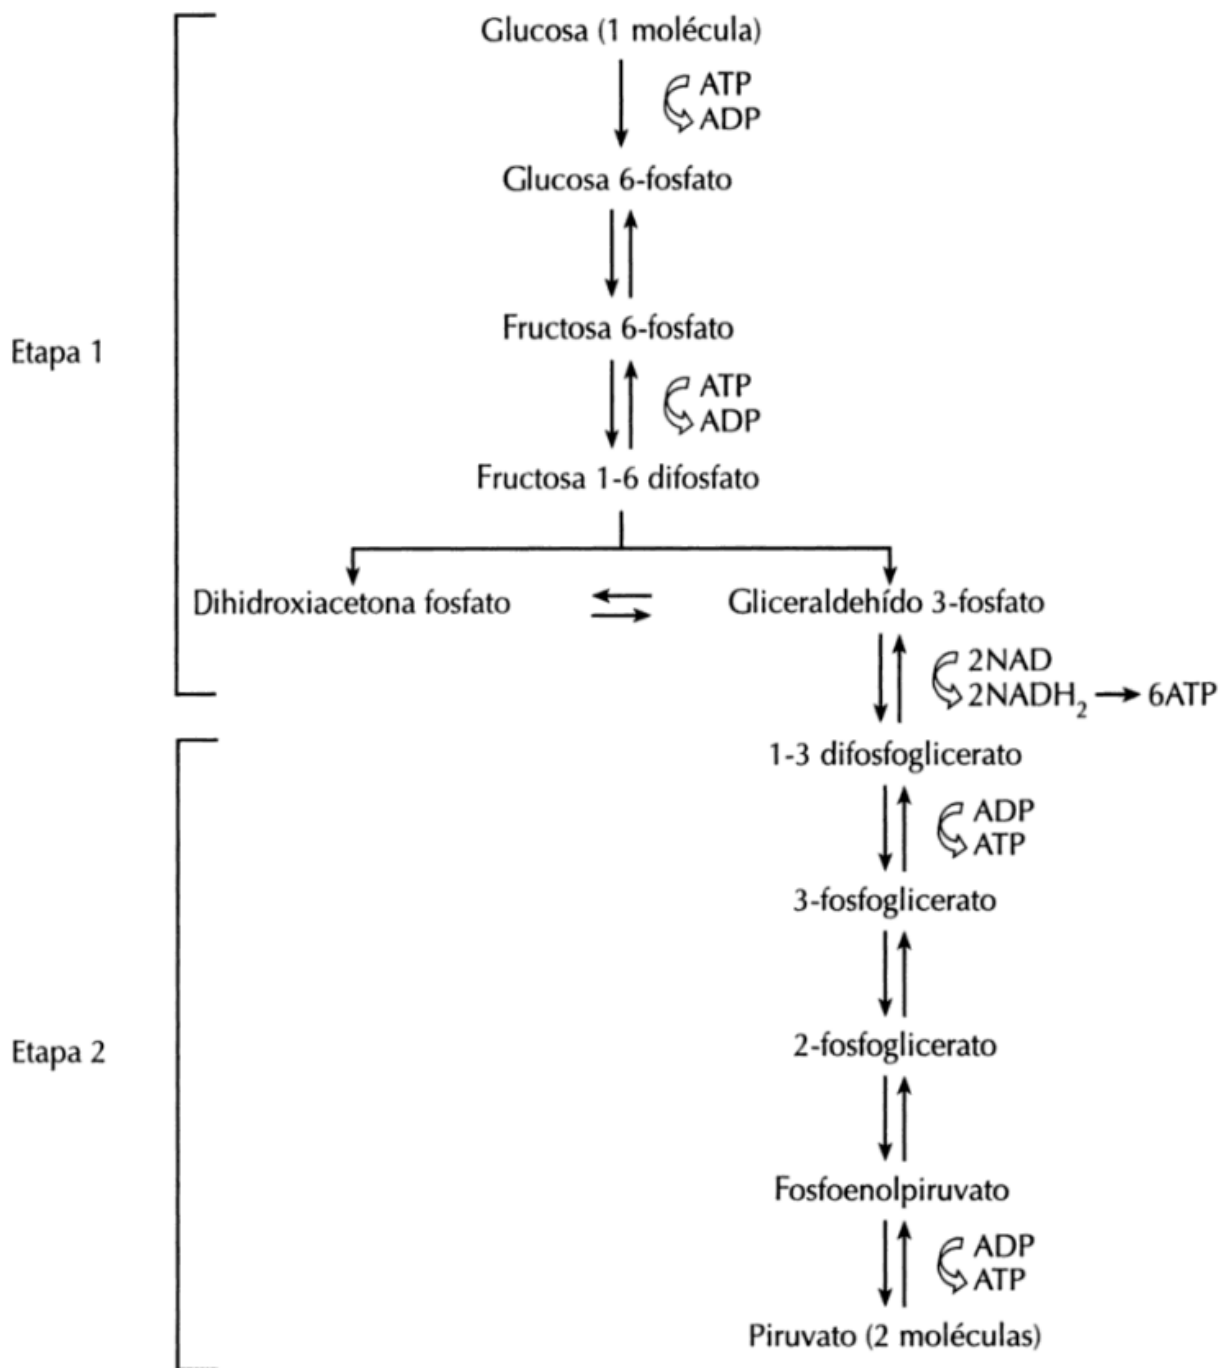 Glucosa (1 molécula)
ATP
ADP
Glucosa 6-fosfato
Etapa 1
Fructosa 6-fosfato
ATP
ADP
Fructosa 1-6 difosfato
Dihidroxiacetona fosfato
Gliceraldehído 3-fosfato
2NAD
2NADH₂ → 6ATP
1-3 difosfoglicerato
ADP
ATP
3-fosfoglicerato
Etapa 2
2-fosfoglicerato
Fosfoenolpiruvato
ADP
ATP
Piruvato (2 moléculas)